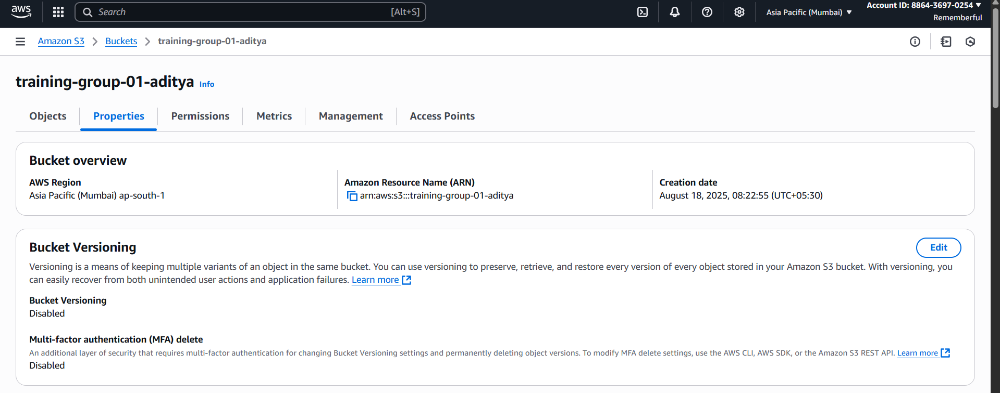 aws
Search [Alt+S]
Asia Pacific (Mumbai)
Account ID: 8864-3697-0254
Rememberful
Amazon S3 > Buckets > training-group-01-aditya
training-group-01-aditya Info
Objects Properties Permissions Metrics Management Access Points
Bucket overview
AWS Region
Asia Pacific (Mumbai) ap-south-1
Amazon Resource Name (ARN)
arn:aws:s3:::training-group-01-aditya
Creation date
August 18, 2025, 08:22:55 (UTC+05:30)
Bucket Versioning
Edit
Versioning is a means of keeping multiple variants of an object in the same bucket. You can use versioning to preserve, retrieve, and restore every version of every object stored in your Amazon S3 bucket. With versioning, you
can easily recover from both unintended user actions and application failures. Learn more
Bucket Versioning
Disabled
Multi-factor authentication (MFA) delete
An additional layer of security that requires multi-factor authentication for changing Bucket Versioning settings and permanently deleting object versions. To modify MFA delete settings, use the AWS CLI, AWS SDK, or the Amazon S3 REST API. Learn more
Disabled